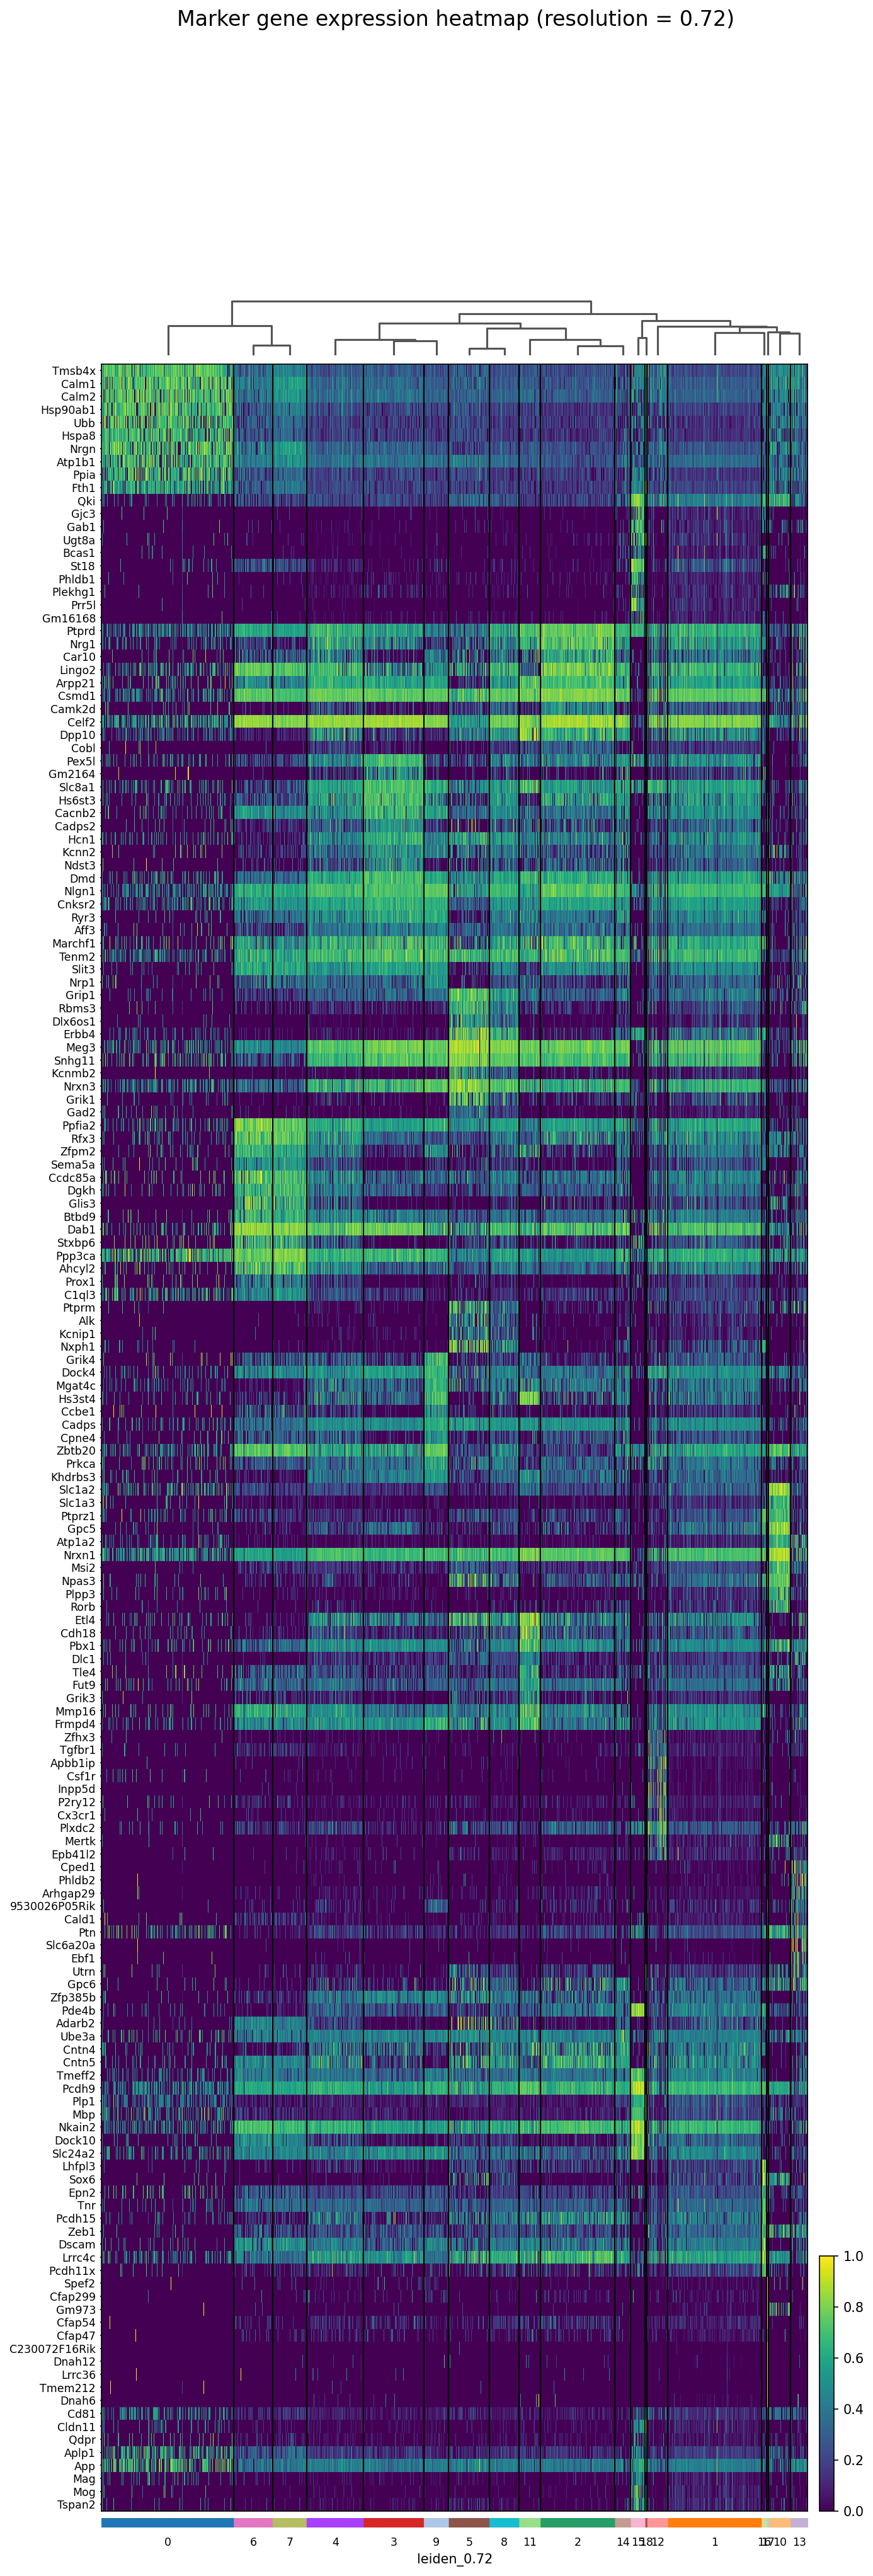 Marker gene expression heatmap (resolution = 0.72)
Tmsb4x
Calm1
Calm2
Hsp90ab1
Ubb
Hspa8
Nrgn
Atp1b1
Ppia
Fth1
Qki
Gjc3
Gab1
Ugt8a
Bcas1
St18
Phldb1
Plekhg1
Prr5l
Gm16168
Ptprd
Nrg1
Car10
Lingo2
Arpp21
Csmd1
Camk2d
Celf2
Dpp10
Cobl
Pex5l
Gm2164
Slc8a1
Hs6st3
Cacnb2
Cadps2
Hcn1
Kcnn2
Ndst3
Dmd
Nlgn1
Cnksr2
Ryr3
Aff3
Marchf1
Tenm2
Slit3
Nrp1
Grip1
Rbms3
Dlx6os1
Erbb4
Meg3
Snhg11
Kcnmb2
Nrxn3
Grik1
Gad2
Ppfia2
Rfx3
Zfpm2
Sema5a
Ccdc85a
Dgkh
Glis3
Btbd9
Dab1
Stxbp6
Ppp3ca
Ahcyl2
Prox1
C1ql3
Ptprm
Alk
Kcnip1
Nxph1
Grik4
Dock4
Mgat4c
Hs3st4
Ccbe1
Cadps
Cpne4
Zbtb20
Prkca
Khdrbs3
Slc1a2
Slc1a3
Ptprz1
Gpc5
Atp1a2
Nrxn1
Msi2
Npas3
Plpp3
Rorb
Etl4
Cdh18
Pbx1
Dlc1
Tle4
Fut9
Grik3
Mmp16
Frmpd4
Zfhx3
Tgfbr1
Apbb1ip
Csf1r
Inpp5d
P2ry12
Cx3cr1
Plxdc2
Mertk
Epb41l2
Cped1
Phldb2
Arhgap29
9530026P05Rik
Cald1
Ptn
Slc6a20a
Ebf1
Utrn
Gpc6
Zfp385b
Pde4b
Adarb2
Ube3a
Cntn4
Cntn5
Tmeff2
Pcdh9
Plp1
Mbp
Nkain2
Dock10
Slc24a2
Lhfpl3
Sox6
Epn2
Tnr
Pcdh15
Zeb1
Dscam
Lrrc4c
Pcdh11x
Spef2
Cfap299
Gm973
Cfap54
Cfap47
C230072F16Rik
Dnah12
Lrrc36
Tmem212
Dnah6
Cd81
Cldn11
Qdpr
Aplp1
App
Mag
Mog
Tspan2
1.0
0.8
0.6
0.4
0.2
0.0
0 6 7 4 3 9 5 8 11 2 14 15 18 12 1 16 17 10 13
leiden_0.72